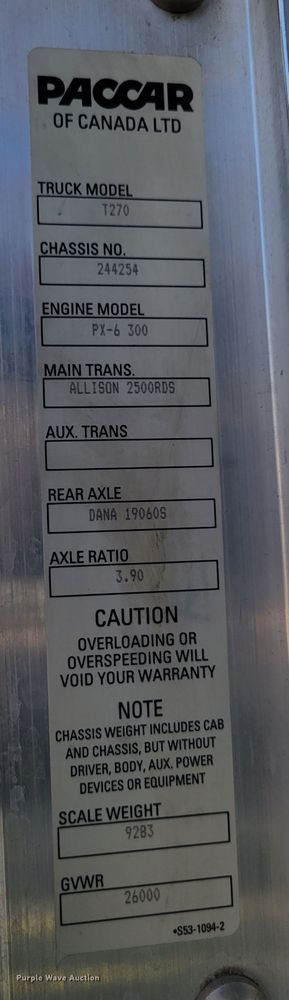 PACCAR
OF CANADA LTD
TRUCK MODEL
T270
CHASSIS NO.
244254
ENGINE MODEL
PX-6 300
MAIN TRANS.
ALLISON 2500RDS
AUX. TRANS
REAR AXLE
DANA 19060S
AXLE RATIO
3.90
CAUTION
OVERLOADING OR
OVERSPEEDING WILL
VOID YOUR WARRANTY
NOTE
CHASSIS WEIGHT INCLUDES CAB
AND CHASSIS, BUT WITHOUT
DRIVER, BODY, AUX. POWER
DEVICES OR EQUIPMENT
SCALE WEIGHT
9283
GVWR
26000
•S53-1094-2
Purple Wave Auction